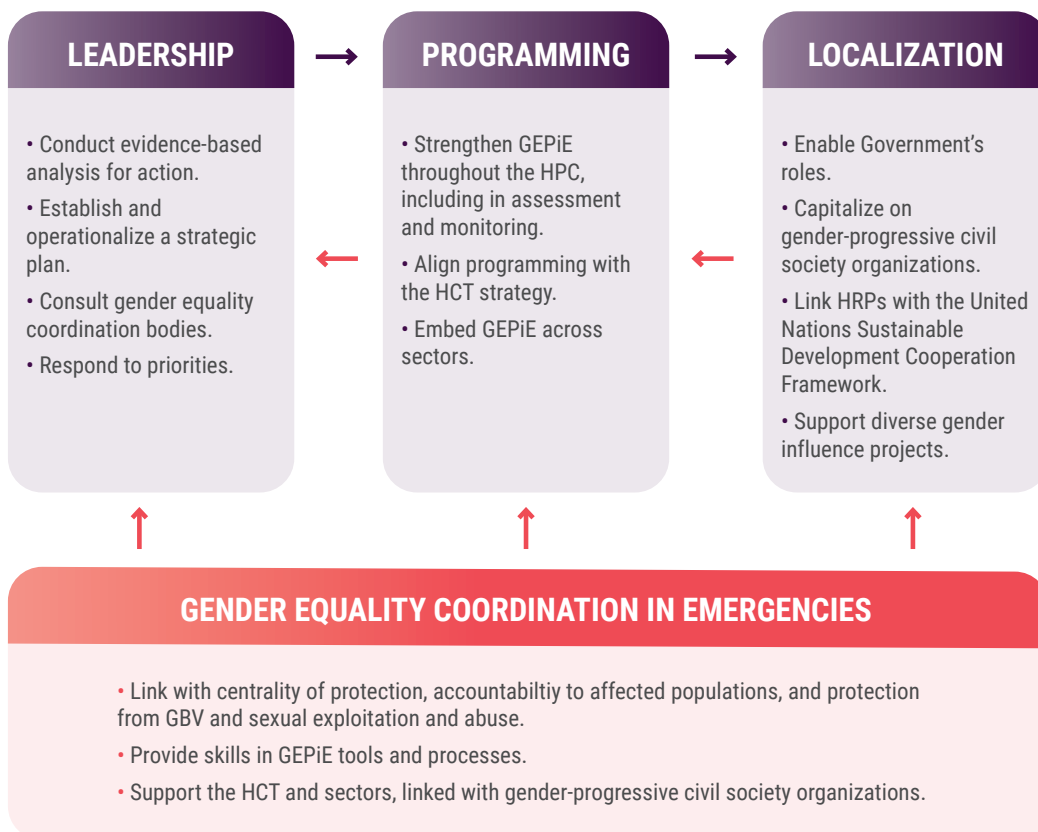 LEADERSHIP
• Conduct evidence-based
analysis for action.
• Establish and
operationalize a strategic
plan.
• Consult gender equality
coordination bodies.
• Respond to priorities.
PROGRAMMING
• Strengthen GEPiE
throughout the HPC,
including in assessment
and monitoring.
• Align programming with
the HCT strategy.
• Embed GEPiE across
sectors.
LOCALIZATION
• Enable Government’s
roles.
• Capitalize on
gender-progressive civil
society organizations.
• Link HRPs with the United
Nations Sustainable
Development Cooperation
Framework.
• Support diverse gender
influence projects.
GENDER EQUALITY COORDINATION IN EMERGENCIES
• Link with centrality of protection, accountabiltiy to affected populations, and protection
from GBV and sexual exploitation and abuse.
• Provide skills in GEPiE tools and processes.
• Support the HCT and sectors, linked with gender-progressive civil society organizations.